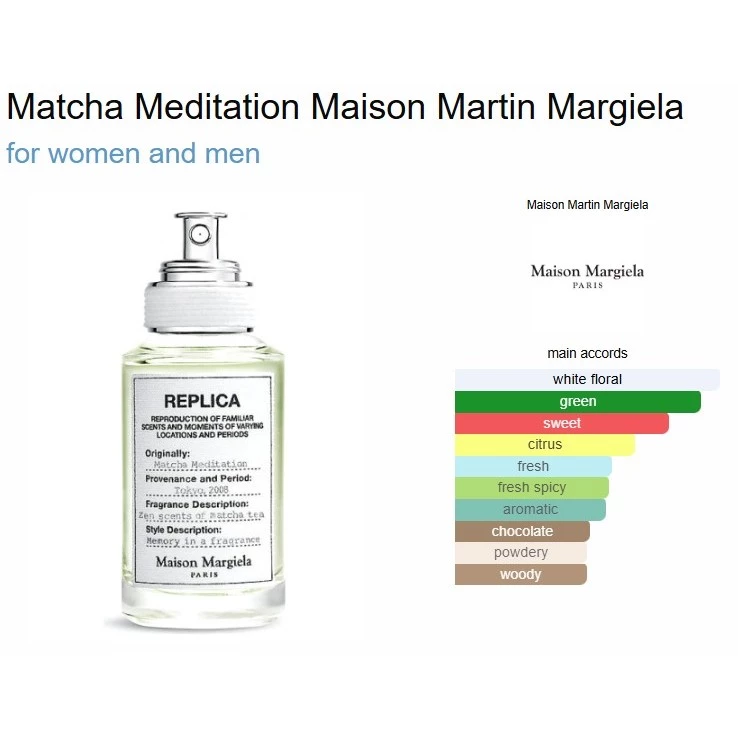 Matcha Meditation Maison Martin Margiela
for women and men
REPLICA
REPRODUCTION OF FAMILIAR
SCENTS AND MOMENTS OF VARYING
LOCATIONS AND PERIODS
Originally:
Matcha Meditation
Provenance and Period:
Tokyo, 2008
Fragrance Description:
Zen scents of matcha tea
Style Description:
Memory in a fragrance
Maison Margiela
PARIS
Maison Martin Margiela
Maison Margiela
PARIS
main accords
white floral
green
sweet
citrus
fresh
fresh spicy
aromatic
chocolate
powdery
woody